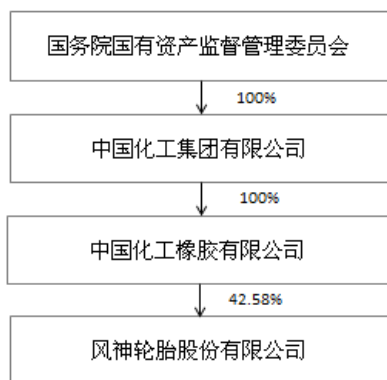 国务院国有资产监督管理委员会
100%
中国化工集团有限公司
100%
中国化工橡胶有限公司
42.58%
风神轮胎股份有限公司